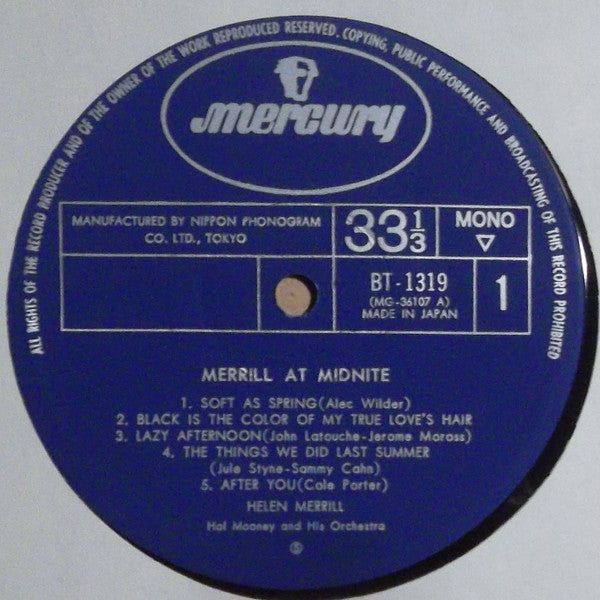 ALL RIGHTS OF THE RECORD PRODUCER AND OF THE OWNER OF THE WORK REPRODUCED RESERVED. COPYING, PUBLIC PERFORMANCE AND BROADCASTING OF THIS RECORD PROHIBITED
mercury
MANUFACTURED BY NIPPON PHONOGRAM
CO. LTD., TOKYO
33 1/3
MONO
BT-1319
(MG-36107 A)
MADE IN JAPAN
1
MERRILL AT MIDNITE
1. SOFT AS SPRING(Alec Wilder)
2. BLACK IS THE COLOR OF MY TRUE LOVE'S HAIR
3. LAZY AFTERNOON(John Latouche-Jerome Moross)
4. THE THINGS WE DID LAST SUMMER
(Jule Styne-Sammy Cahn)
5. AFTER YOU(Cole Porter)
HELEN MERRILL
Hal Mooney and His Orchestra